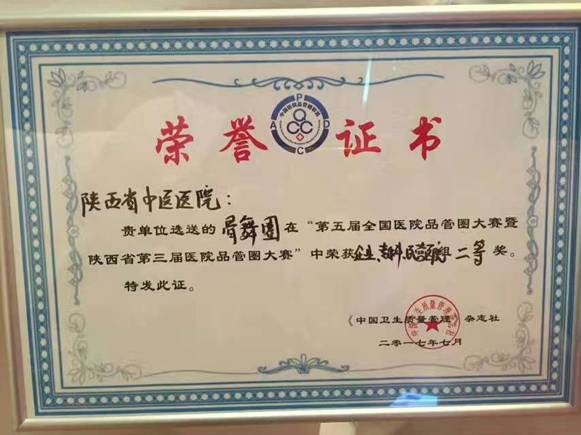 荣誉证书
P
A
D
C
QCC
陕西省中医医院：
贵单位选送的骨舞圈在“第五届全国医院品管圈大赛暨
陕西省第三届医院品管圈大赛”中荣获 组二等奖。
特发此证。
《中国卫生质量管理》杂志社
二〇一七年七月